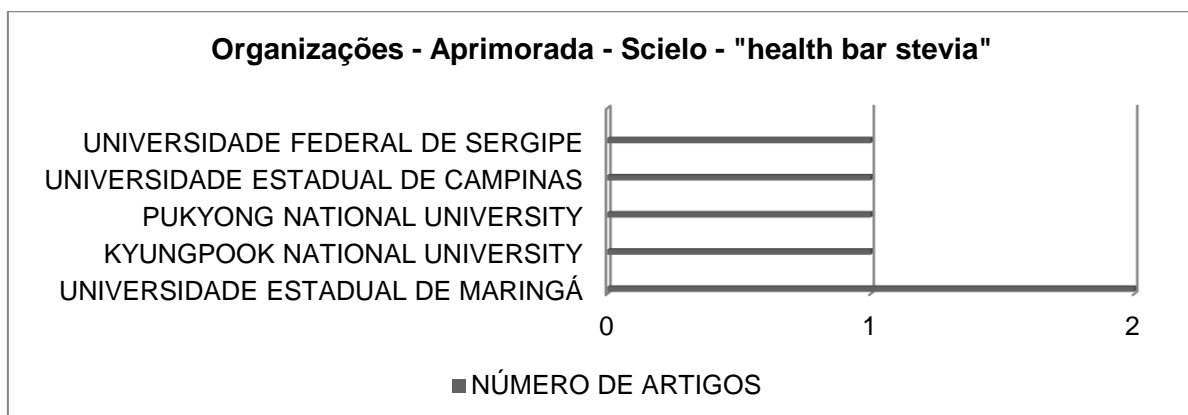 Organizações - Aprimorada - Scielo - "health bar stevia"
UNIVERSIDADE FEDERAL DE SERGIPE
UNIVERSIDADE ESTADUAL DE CAMPINAS
PUKYONG NATIONAL UNIVERSITY
KYUNGPOOK NATIONAL UNIVERSITY
UNIVERSIDADE ESTADUAL DE MARINGÁ
0 1 2
NÚMERO DE ARTIGOS